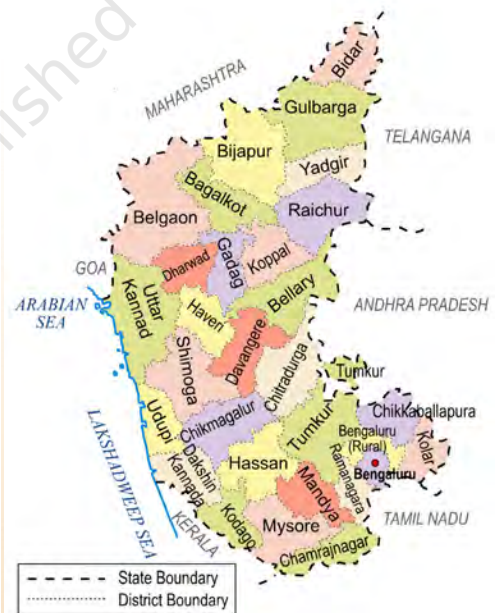 ished
MAHARASHTRA
Bidar
Gulbarga
TELANGANA
Bijapur
Yadgir
Bagalkot
Raichur
Belgaon
Gadag
Koppal
Dharwad
GOA
Bellary
ARABIAN
SEA
Uttar
Kannad
Haveri
ANDHRA PRADESH
Davangere
Shimoga
Chitradurga
Tumkur
Udupi
Chikmagalur
Tumkur
Chikkaballapura
Bengaluru
(Rural)
Kolar
LAKSHADWEEP SEA
Dakshin
Kannada
Hassan
Ramanagara
Bengaluru
Mandya
Kodago
Mysore
TAMIL NADU
KERALA
Chamrajnagar
State Boundary
District Boundary